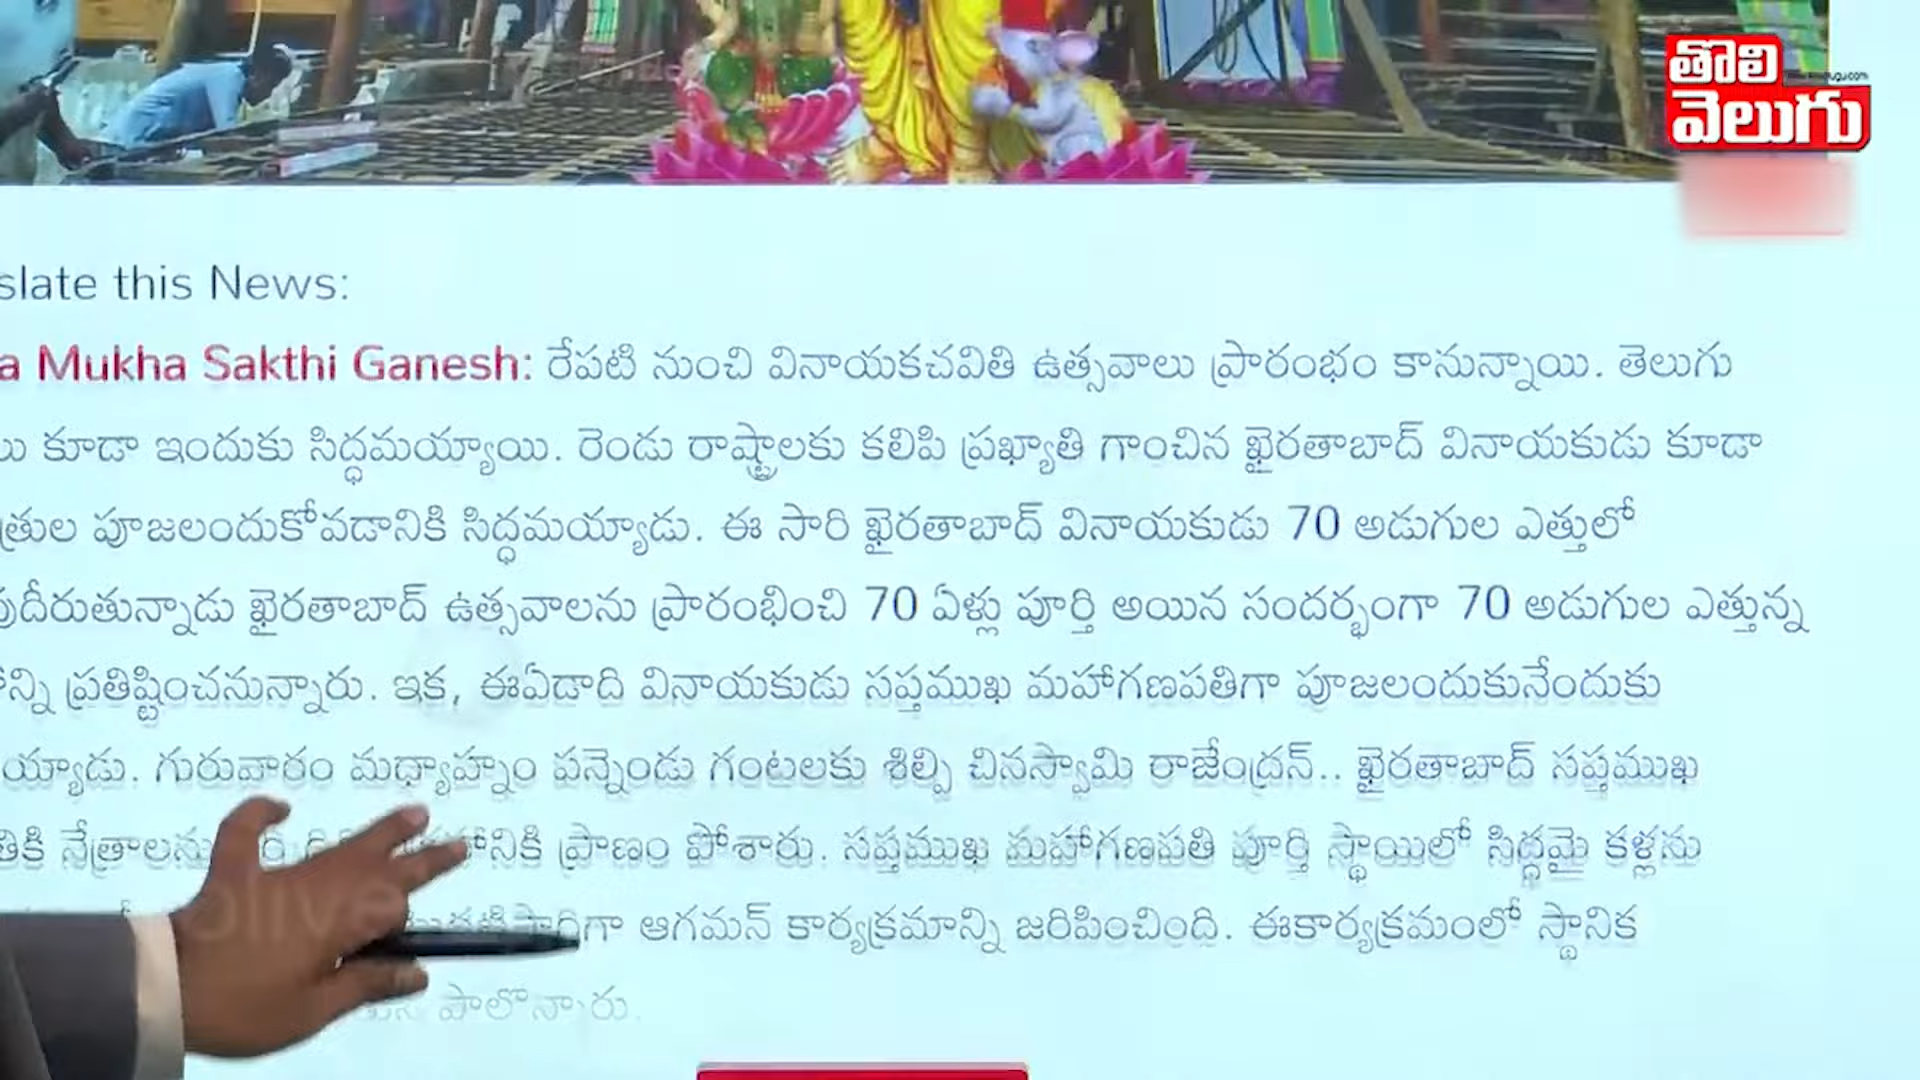 తొలి
వెలుగు
slate this News:
a Mukha Sakthi Ganesh: రేపటి నుంచి వినాయకచవితి ఉత్సవాలు ప్రారంభం కానున్నాయి. తెలుగు
లు కూడా ఇందుకు సిద్ధమయ్యాయి. రెండు రాష్ట్రాలకు కలిపి ప్రఖ్యాతి గాంచిన ఖైరతాబాద్ వినాయకుడు కూడా
త్రుల పూజలందుకోవడానికి సిద్ధమయ్యాడు. ఈ సారి ఖైరతాబాద్ వినాయకుడు 70 అడుగుల ఎత్తులో
వుదీరుతున్నాడు ఖైరతాబాద్ ఉత్సవాలను ప్రారంభించి 70 ఏళ్లు పూర్తి అయిన సందర్భంగా 70 అడుగుల ఎత్తున్న
న్ని ప్రతిష్టించనున్నారు. ఇక, ఈఏడాది వినాయకుడు సప్తముఖ మహాగణపతిగా పూజలందుకునేందుకు
య్యాడు. గురువారం మధ్యాహ్నం పన్నెండు గంటలకు శిల్పి చినస్వామి రాజేంద్రన్.. ఖైరతాబాద్ సప్తముఖ
తికి నేత్రాలను ప్రాణం పోశారు. సప్తముఖ మహాగణపతి పూర్తి స్థాయిలో సిద్ధమై కళ్లను
ఆగమన్ కార్యక్రమాన్ని జరిపించింది. ఈకార్యక్రమంలో స్థానిక
పాల్గొన్నారు.